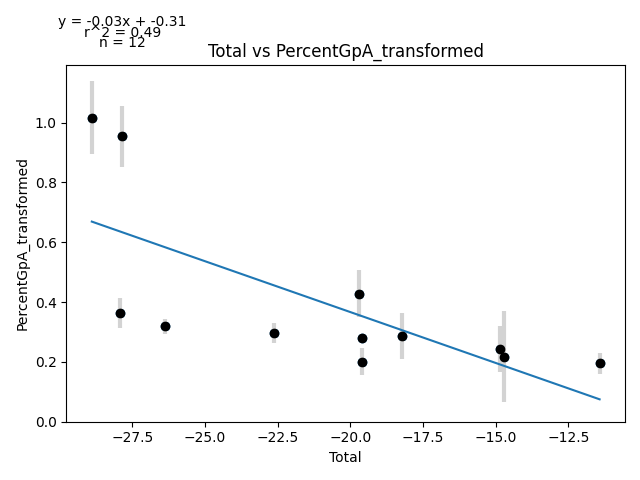 y = -0.03x + -0.31
r^2 = 0.49
n = 12
Total vs PercentGpA_transformed
PercentGpA_transformed
1.0
0.8
0.6
0.4
0.2
0.0
−27.5 −25.0 −22.5 −20.0 −17.5 −15.0 −12.5
Total